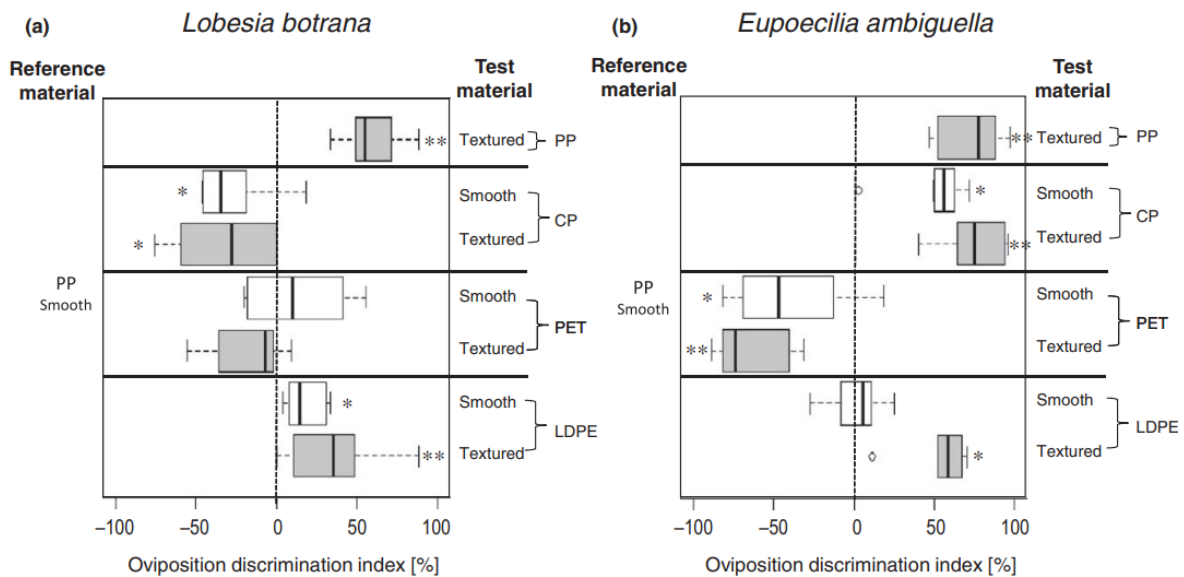 (a) Lobesia botrana
Reference material
Test material
Textured PP
** 
Smooth
*
CP
Textured
*
PP
Smooth
Smooth
PET
Textured
Smooth
*
LDPE
Textured
**
−100 −50 0 50 100
Oviposition discrimination index [%]
(b) Eupoecilia ambiguella
Reference material
Test material
Textured PP
**
Smooth
*
CP
Textured
**
PP
Smooth
Smooth
*
PET
Textured
**
Smooth
LDPE
Textured
*
−100 −50 0 50 100
Oviposition discrimination index [%]